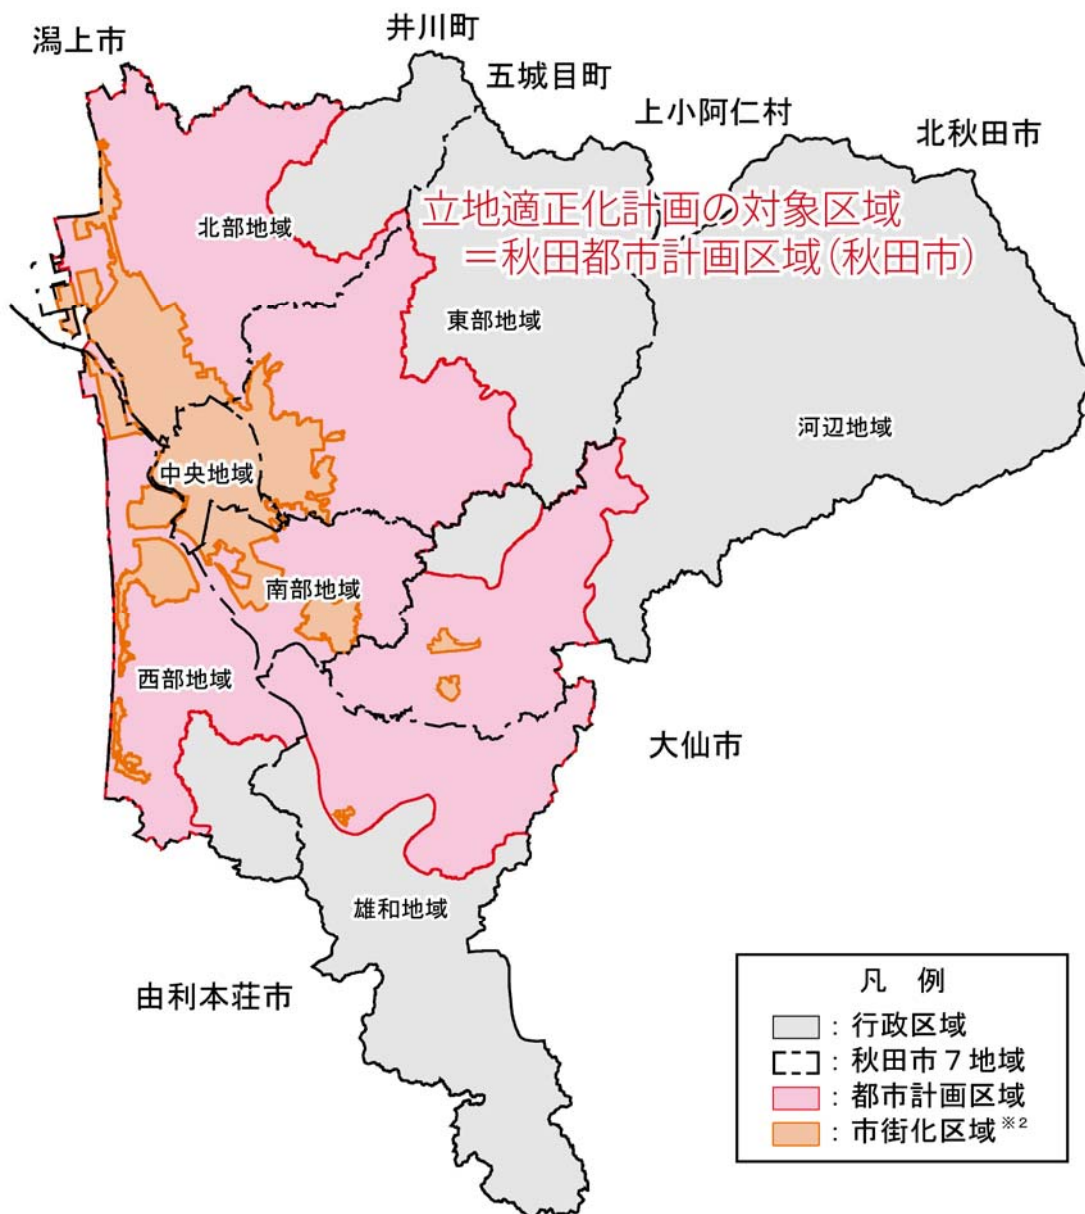 井川町
潟上市
五城目町
上小阿仁村
北秋田市
立地適正化計画の対象区域
＝秋田都市計画区域（秋田市）
北部地域
東部地域
河辺地域
中央地域
南部地域
西部地域
大仙市
雄和地域
由利本荘市
凡　例
：行政区域
：秋田市７地域
：都市計画区域
：市街化区域※2